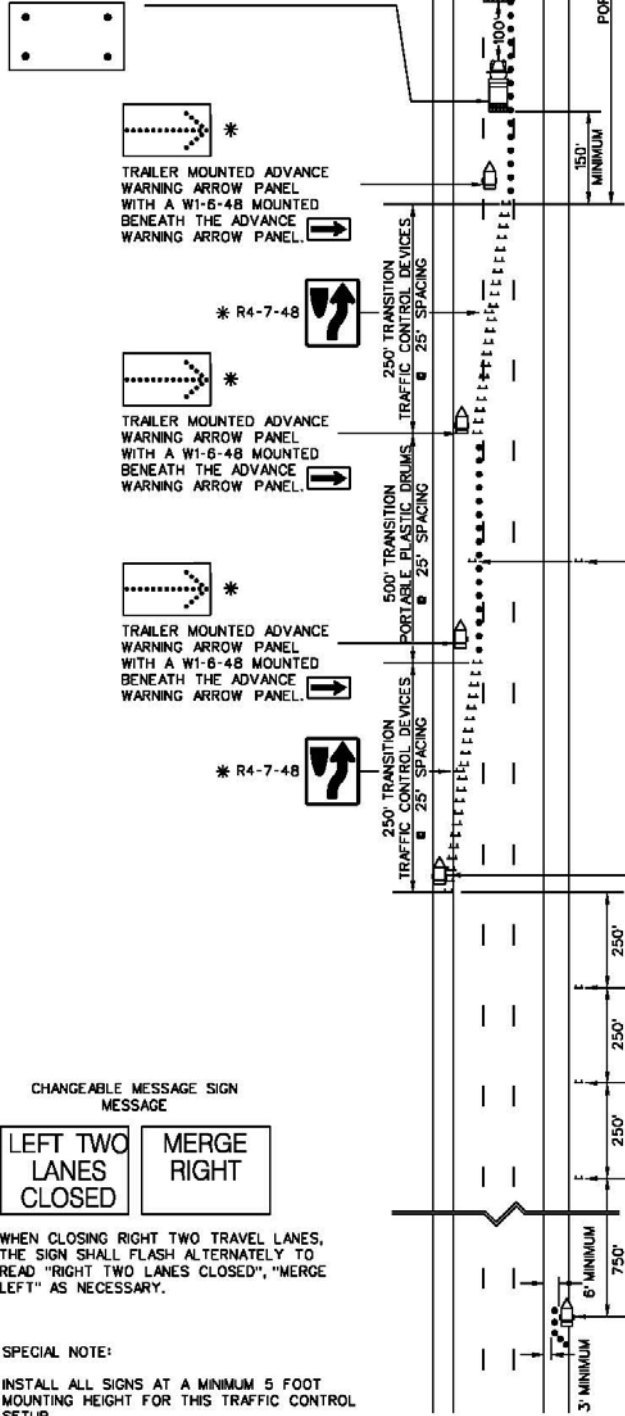 100'
POR
150'
MINIMUM
*
TRAILER MOUNTED ADVANCE
WARNING ARROW PANEL
WITH A W1-6-48 MOUNTED
BENEATH THE ADVANCE
WARNING ARROW PANEL.
250' TRANSITION
TRAFFIC CONTROL DEVICES
25' SPACING
* R4-7-48
*
TRAILER MOUNTED ADVANCE
WARNING ARROW PANEL
WITH A W1-6-48 MOUNTED
BENEATH THE ADVANCE
WARNING ARROW PANEL.
500' TRANSITION
PORTABLE PLASTIC DRUMS
25' SPACING
*
TRAILER MOUNTED ADVANCE
WARNING ARROW PANEL
WITH A W1-6-48 MOUNTED
BENEATH THE ADVANCE
WARNING ARROW PANEL.
250' TRANSITION
TRAFFIC CONTROL DEVICES
25' SPACING
* R4-7-48
250'
250'
250'
750'
6' MINIMUM
3' MINIMUM
CHANGEABLE MESSAGE SIGN
MESSAGE
LEFT TWO
LANES
CLOSED
MERGE
RIGHT
WHEN CLOSING RIGHT TWO TRAVEL LANES,
THE SIGN SHALL FLASH ALTERNATELY TO
READ "RIGHT TWO LANES CLOSED", "MERGE
LEFT" AS NECESSARY.
SPECIAL NOTE:
INSTALL ALL SIGNS AT A MINIMUM 5 FOOT
MOUNTING HEIGHT FOR THIS TRAFFIC CONTROL
SETUP